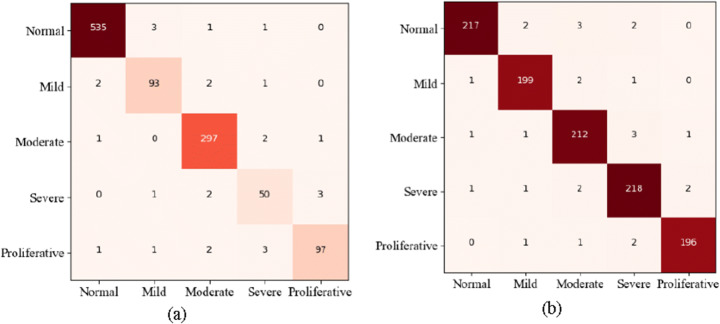 Normal 535 3 1 1 0
Mild 2 93 2 1 0
Moderate 1 0 297 2 1
Severe 0 1 2 50 3
Proliferative 1 1 2 3 97
Normal Mild Moderate Severe Proliferative
(a)
Normal 217 2 3 2 0
Mild 1 199 2 1 0
Moderate 1 1 212 3 1
Severe 1 1 2 218 2
Proliferative 0 1 1 2 196
Normal Mild Moderate Severe Proliferative
(b)